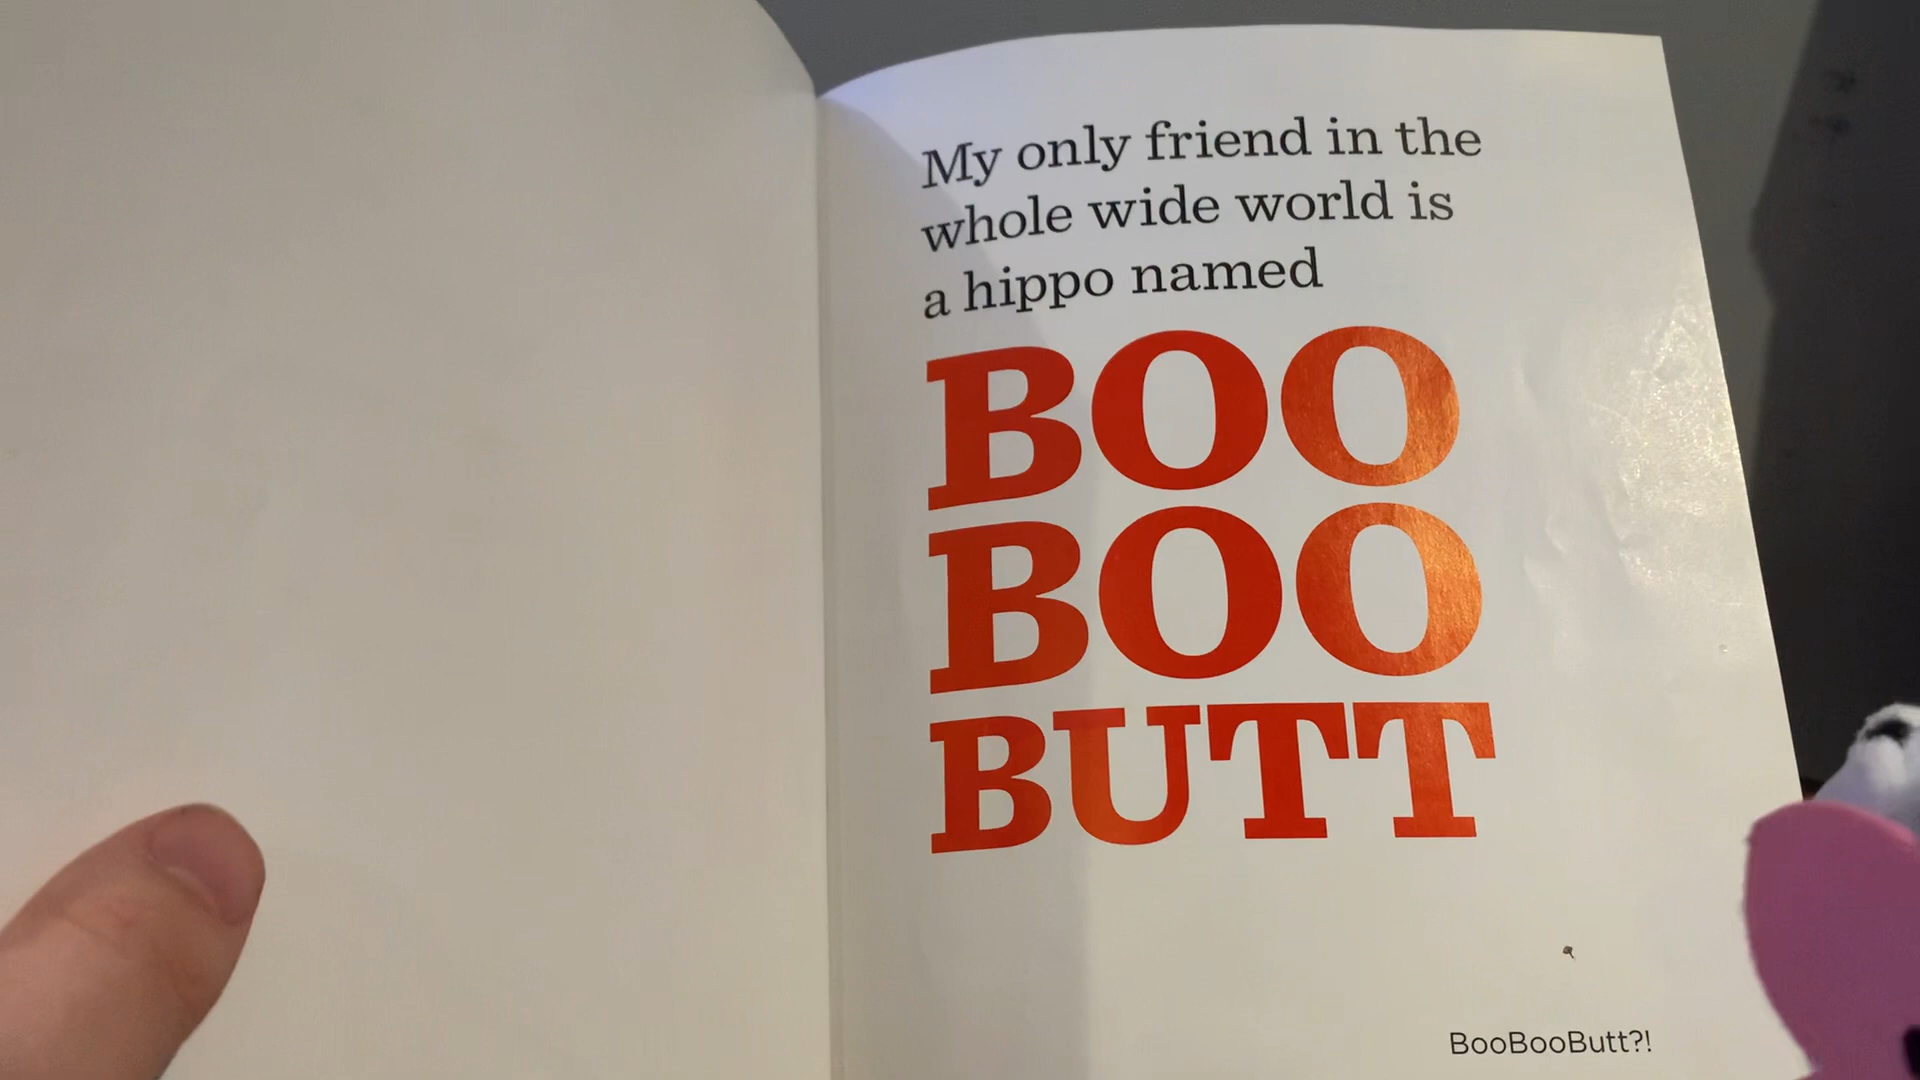 My only friend in the
whole wide world is
a hippo named
BOO
BOO
BUTT
BooBooButt?!